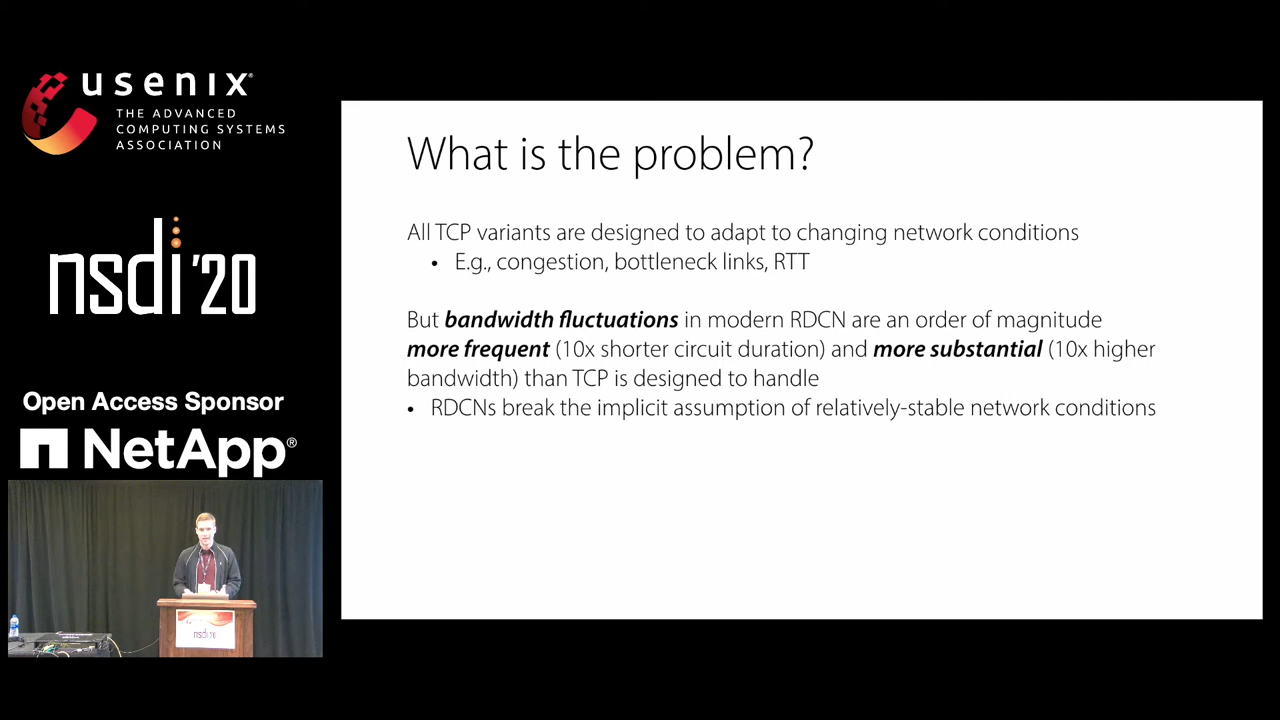 usenix®
THE ADVANCED
COMPUTING SYSTEMS
ASSOCIATION
nsdi '20
Open Access Sponsor
NetApp®
nsdi '20
What is the problem?
All TCP variants are designed to adapt to changing network conditions
• E.g., congestion, bottleneck links, RTT
But bandwidth fluctuations in modern RDCN are an order of magnitude
more frequent (10x shorter circuit duration) and more substantial (10x higher
bandwidth) than TCP is designed to handle
• RDCNs break the implicit assumption of relatively-stable network conditions